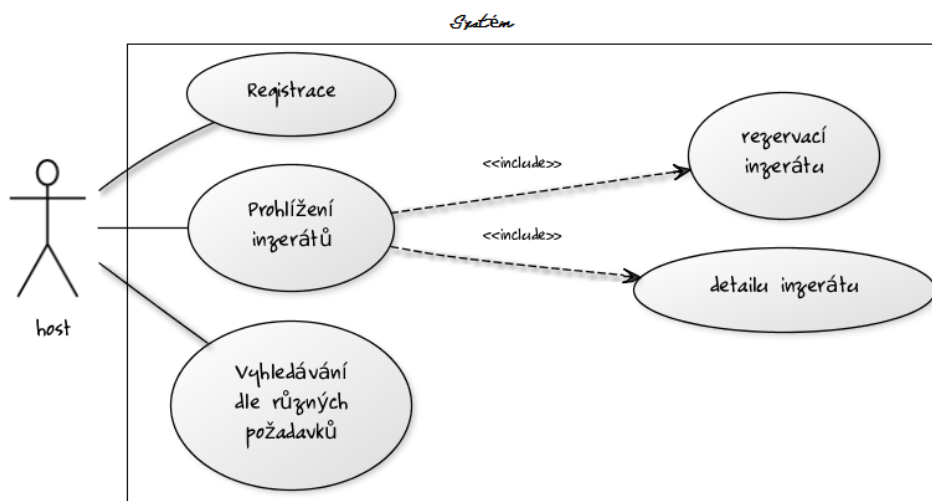 Systém
Registrace
<<include>>
rezervací
inzerátu
Prohlížení
inzerátů
<<include>>
detailu inzerátu
host
Vyhledávání
dle různých
požadavků